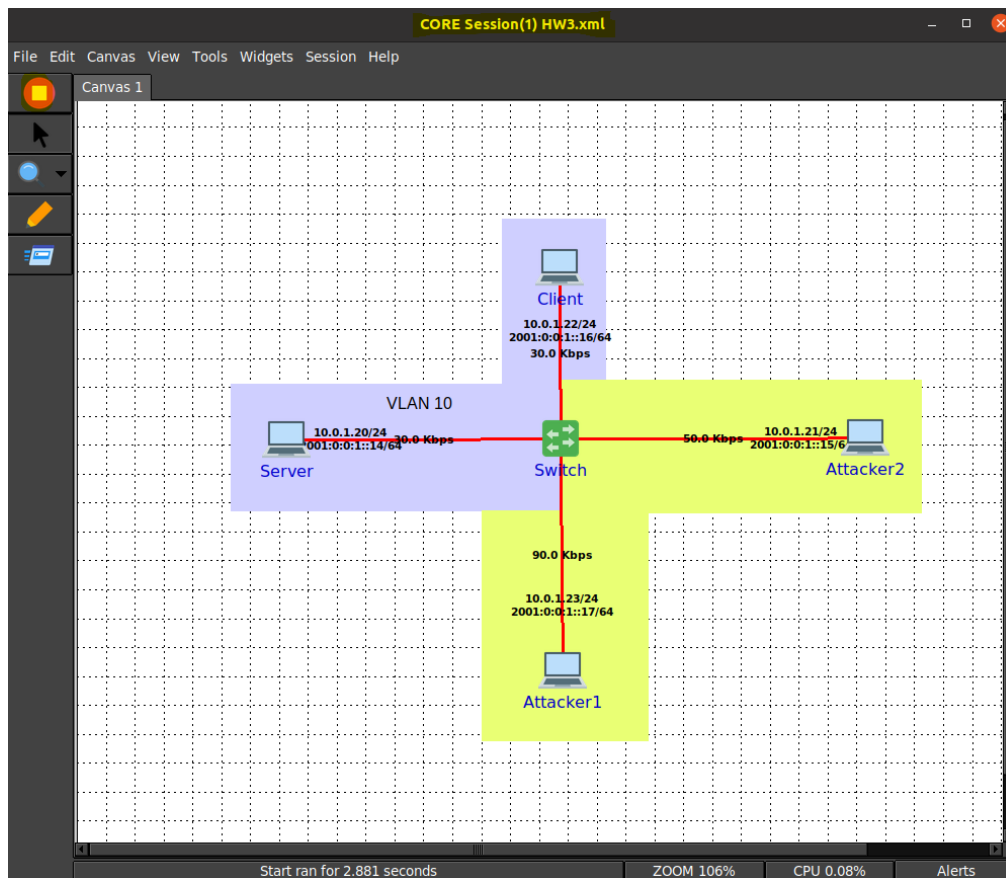 CORE Session(1) HW3.xml
File Edit Canvas View Tools Widgets Session Help
Canvas 1
Client
10.0.1.22/24
2001:0:0:1::16/64
30.0 Kbps
VLAN 10
10.0.1.20/24
2001:0:0:1::14/64
30.0 Kbps
Server
Switch
50.0 Kbps
10.0.1.21/24
2001:0:0:1::15/6
Attacker2
90.0 Kbps
10.0.1.23/24
2001:0:0:1::17/64
Attacker1
Start ran for 2.881 seconds
ZOOM 106%
CPU 0.08%
Alerts